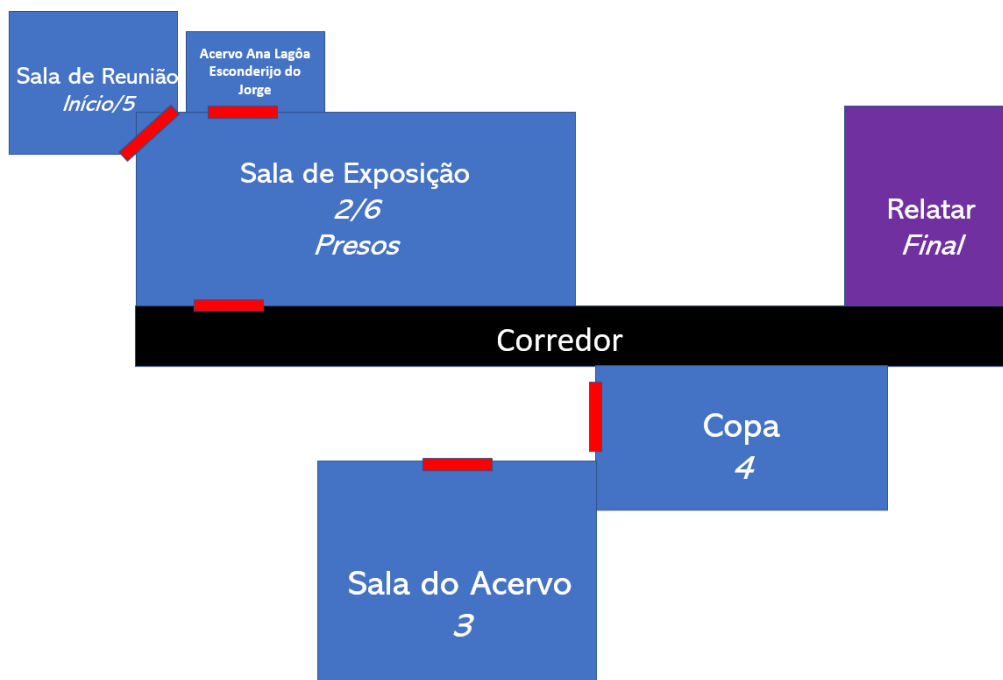 Sala de Reunião
Início/5
Acervo Ana Lagôa
Esconderijo do
Jorge
Sala de Exposição
2/6
Presos
Relatar
Final
Corredor
Copa
4
Sala do Acervo
3